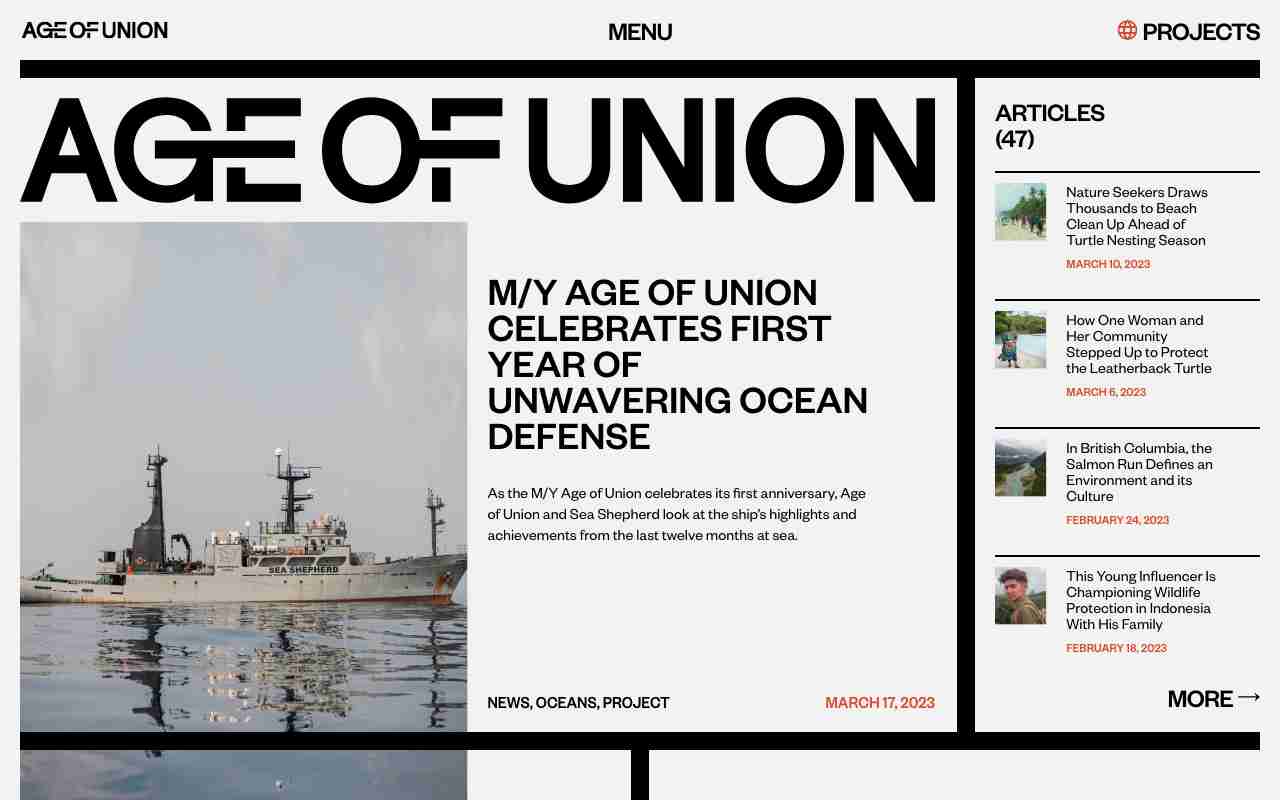 AGE OF UNION
MENU
PROJECTS
AGE OF UNION
M/Y AGE OF UNION
CELEBRATES FIRST
YEAR OF
UNWAVERING OCEAN
DEFENSE
As the M/Y Age of Union celebrates its first anniversary, Age
of Union and Sea Shepherd look at the ship's highlights and
achievements from the last twelve months at sea.
NEWS, OCEANS, PROJECT
MARCH 17, 2023
SEA SHEPHERD
ARTICLES
(47)
Nature Seekers Draws
Thousands to Beach
Clean Up Ahead of
Turtle Nesting Season
MARCH 10, 2023
How One Woman and
Her Community
Stepped Up to Protect
the Leatherback Turtle
MARCH 6, 2023
In British Columbia, the
Salmon Run Defines an
Environment and its
Culture
FEBRUARY 24, 2023
This Young Influencer Is
Championing Wildlife
Protection in Indonesia
With His Family
FEBRUARY 18, 2023
MORE →